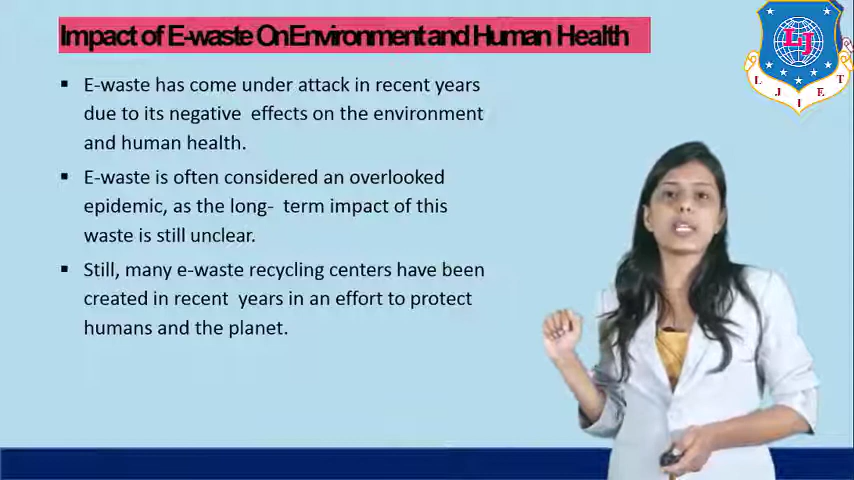 Impact of E-waste On Environment and Human Health
▪ E-waste has come under attack in recent years
due to its negative effects on the environment
and human health.
▪ E-waste is often considered an overlooked
epidemic, as the long- term impact of this
waste is still unclear.
▪ Still, many e-waste recycling centers have been
created in recent years in an effort to protect
humans and the planet.
LJ
L J I E T